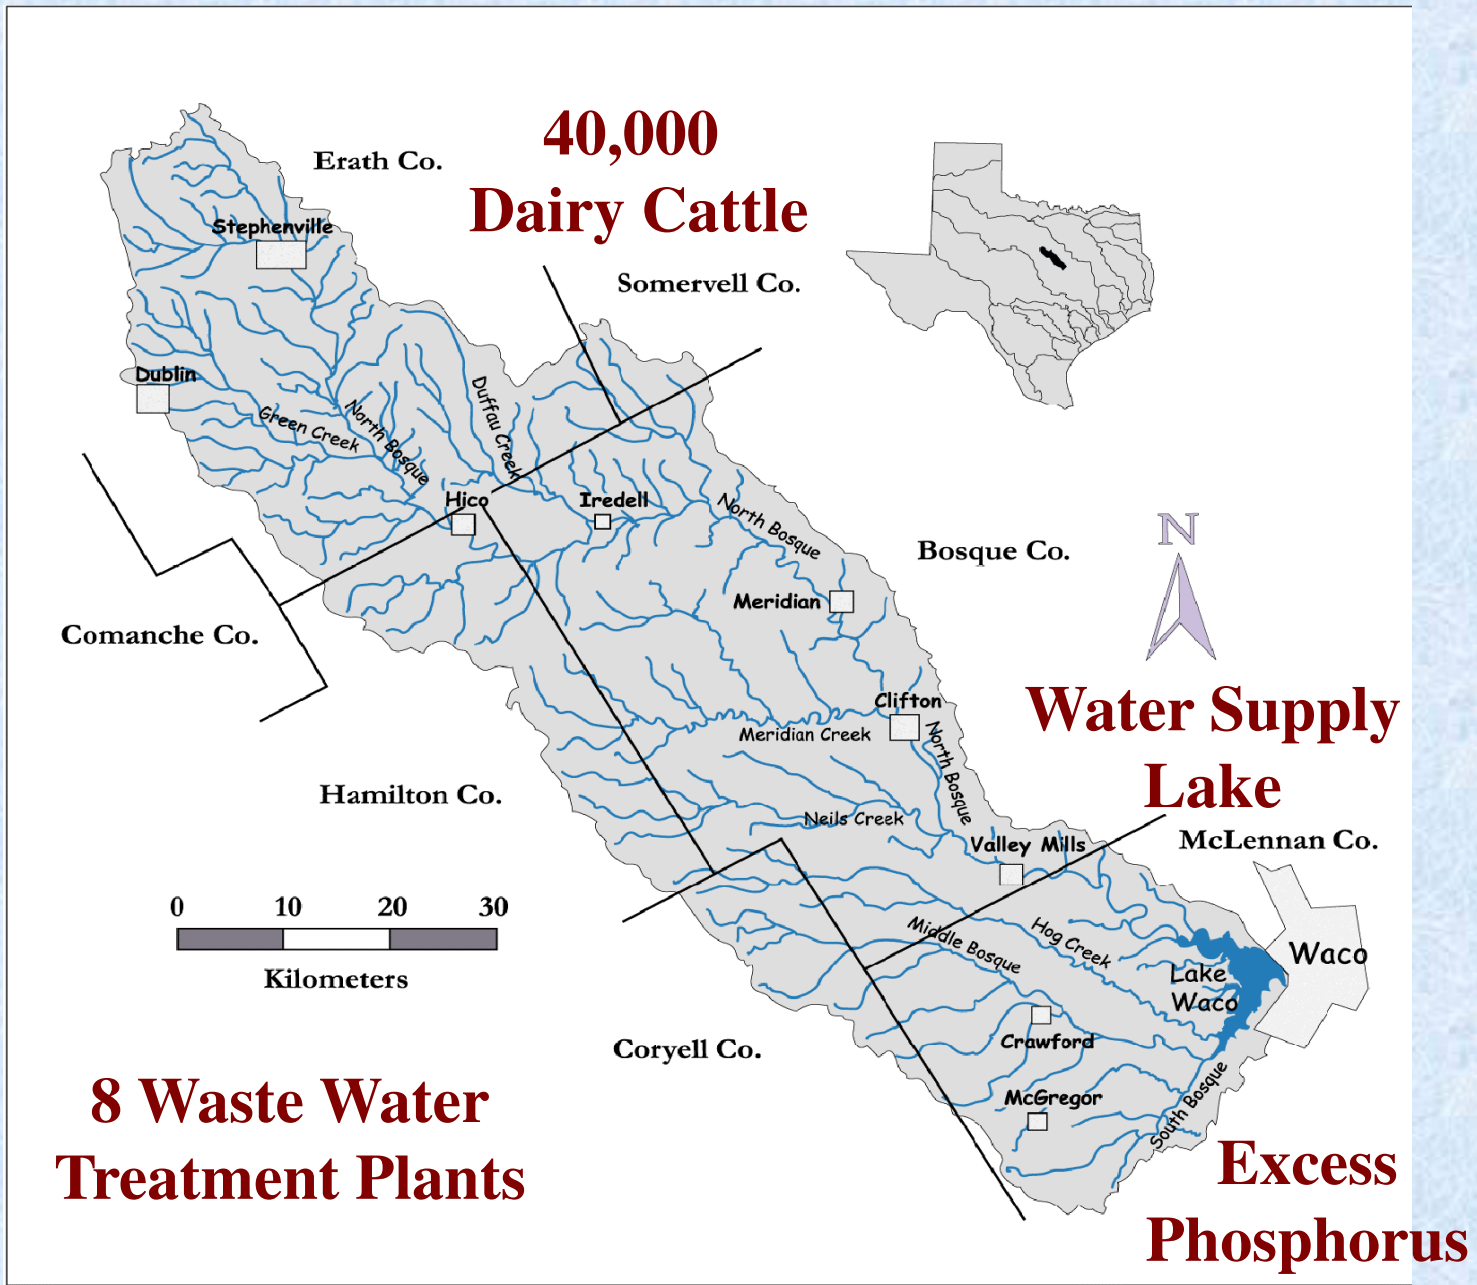 40,000
Dairy Cattle
Erath Co.
Stephenville
Somervell Co.
Dublin
Green Creek
North Bosque
Duffau Creek
Hico
Iredell
North Bosque
Bosque Co.
N
Meridian
Comanche Co.
Clifton
Water Supply
Lake
Meridian Creek
North Bosque
Hamilton Co.
Neils Creek
Valley Mills
McLennan Co.
0 10 20 30
Kilometers
Middle Bosque
Hog Creek
Waco
Lake
Waco
Crawford
Coryell Co.
McGregor
South Bosque
8 Waste Water
Treatment Plants
Excess
Phosphorus